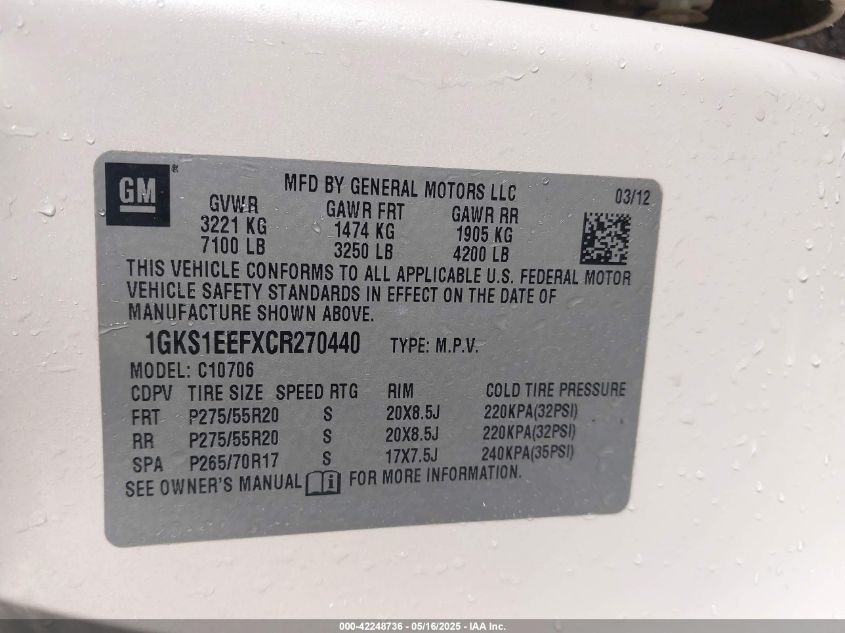 GM®
MFD BY GENERAL MOTORS LLC 03/12
GVWR GAWR FRT GAWR RR
3221 KG 1474 KG 1905 KG
7100 LB 3250 LB 4200 LB
THIS VEHICLE CONFORMS TO ALL APPLICABLE U.S. FEDERAL MOTOR
VEHICLE SAFETY STANDARDS IN EFFECT ON THE DATE OF
MANUFACTURE SHOWN ABOVE.
1GKS1EEFXCR270440 TYPE: M.P.V.
MODEL: C10706
CDPV TIRE SIZE SPEED RTG RIM COLD TIRE PRESSURE
FRT P275/55R20 S 20X8.5J 220KPA(32PSI)
RR P275/55R20 S 20X8.5J 220KPA(32PSI)
SPA P265/70R17 S 17X7.5J 240KPA(35PSI)
SEE OWNER'S MANUAL i FOR MORE INFORMATION.
000-42248736 - 05/16/2025 - IAA Inc.